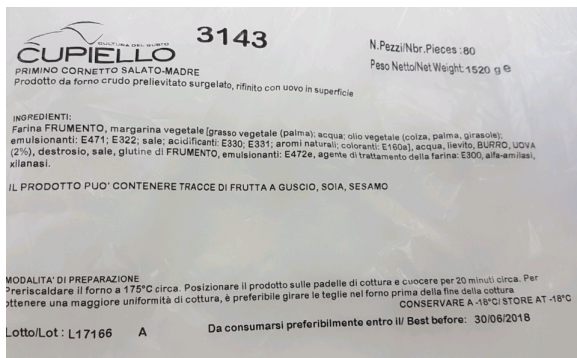 3143
CULTURA DEL GUSTO
CUPIELLO
N.Pezzi/Nbr.Pieces :80
Peso Netto/Net Weight: 1520 g e
PRIMINO CORNETTO SALATO-MADRE
Prodotto da forno crudo prelievitato surgelato, rifinito con uovo in superficie
INGREDIENTI:
Farina FRUMENTO, margarina vegetale [grasso vegetale (palma); acqua; olio vegetale (colza, palma, girasole);
emulsionanti: E471; E322; sale; acidificanti: E330; E331; aromi naturali; coloranti: E160a], acqua, lievito, BURRO, UOVA
(2%), destrosio, sale, glutine di FRUMENTO, emulsionanti: E472e, agente di trattamento della farina: E300, alfa-amilasi,
xilanasi.
IL PRODOTTO PUO' CONTENERE TRACCE DI FRUTTA A GUSCIO, SOIA, SESAMO
MODALITA' DI PREPARAZIONE
Preriscaldare il forno a 175°C circa. Posizionare il prodotto sulle padelle di cottura e cuocere per 20 minuti circa. Per
ottenere una maggiore uniformità di cottura, è preferibile girare le teglie nel forno prima della fine della cottura
CONSERVARE A -18°C/ STORE AT -18°C
Lotto/Lot : L17166 A
Da consumarsi preferibilmente entro il/ Best before: 30/06/2018